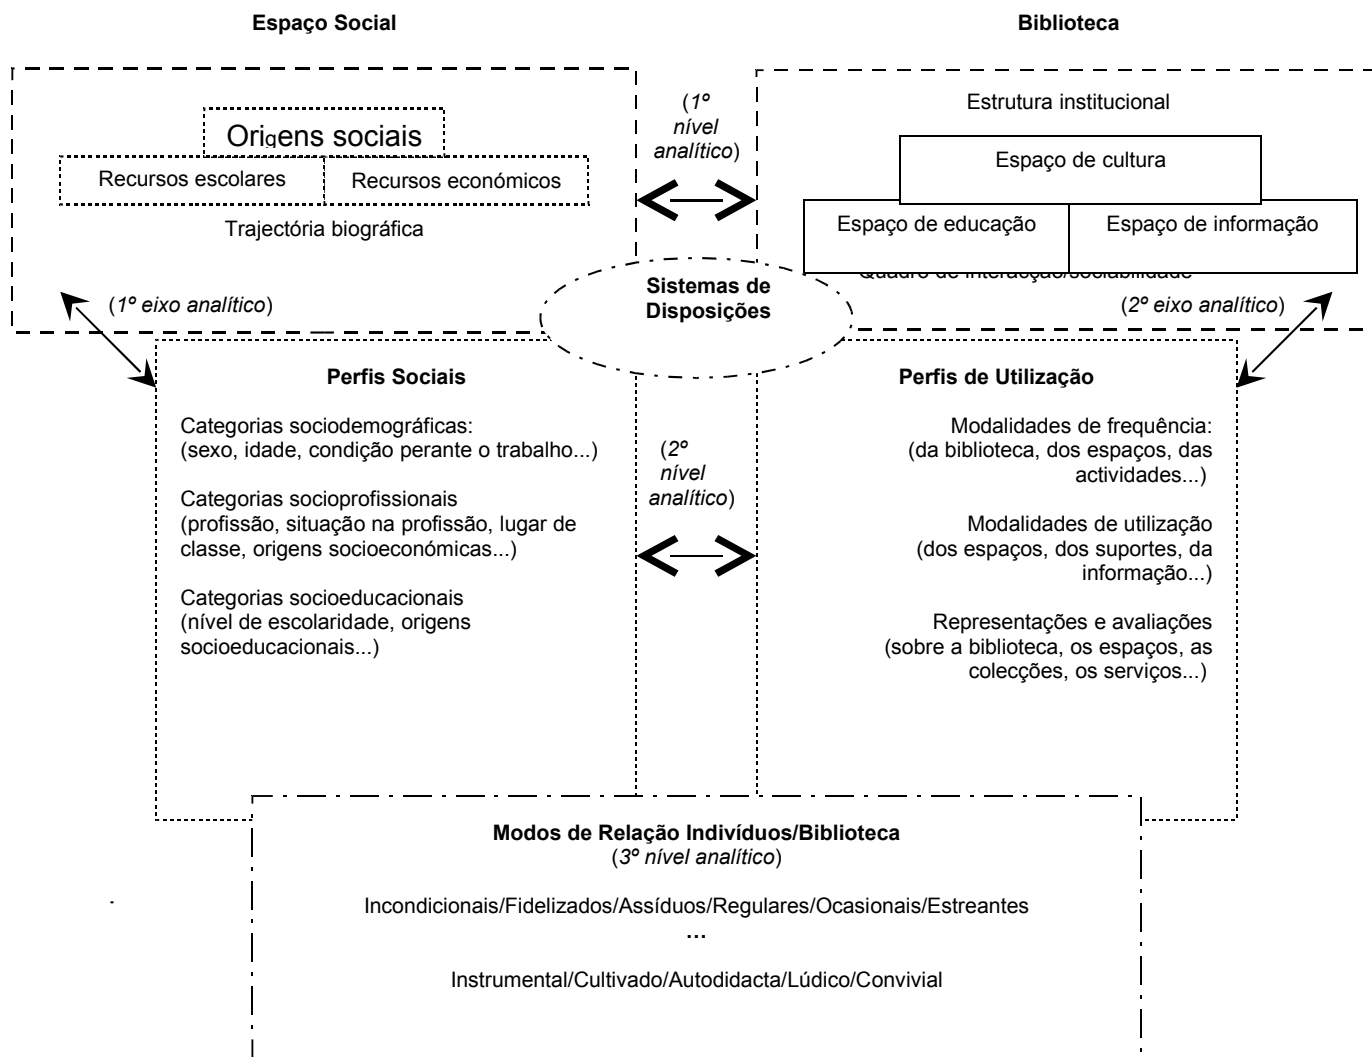 Espaço Social
Biblioteca
Origens sociais
Recursos escolares
Recursos económicos
Trajectória biográfica
(1º eixo analítico)
(1º
nível
analítico)
Estrutura institucional
Espaço de cultura
Espaço de educação
Espaço de informação
Quadro de interacção/sociabilidade
(2º eixo analítico)
Sistemas de
Disposições
Perfis Sociais
Categorias sociodemográficas:
(sexo, idade, condição perante o trabalho...)
Categorias socioprofissionais
(profissão, situação na profissão, lugar de
classe, origens socioeconómicas...)
Categorias socioeducacionais
(nível de escolaridade, origens
socioeducacionais...)
(2º
nível
analítico)
Perfis de Utilização
Modalidades de frequência:
(da biblioteca, dos espaços, das
actividades...)
Modalidades de utilização
(dos espaços, dos suportes, da
informação...)
Representações e avaliações
(sobre a biblioteca, os espaços, as
colecções, os serviços...)
Modos de Relação Indivíduos/Biblioteca
(3º nível analítico)
Incondicionais/Fidelizados/Assíduos/Regulares/Ocasionais/Estreantes
...
Instrumental/Cultivado/Autodidacta/Lúdico/Convivial